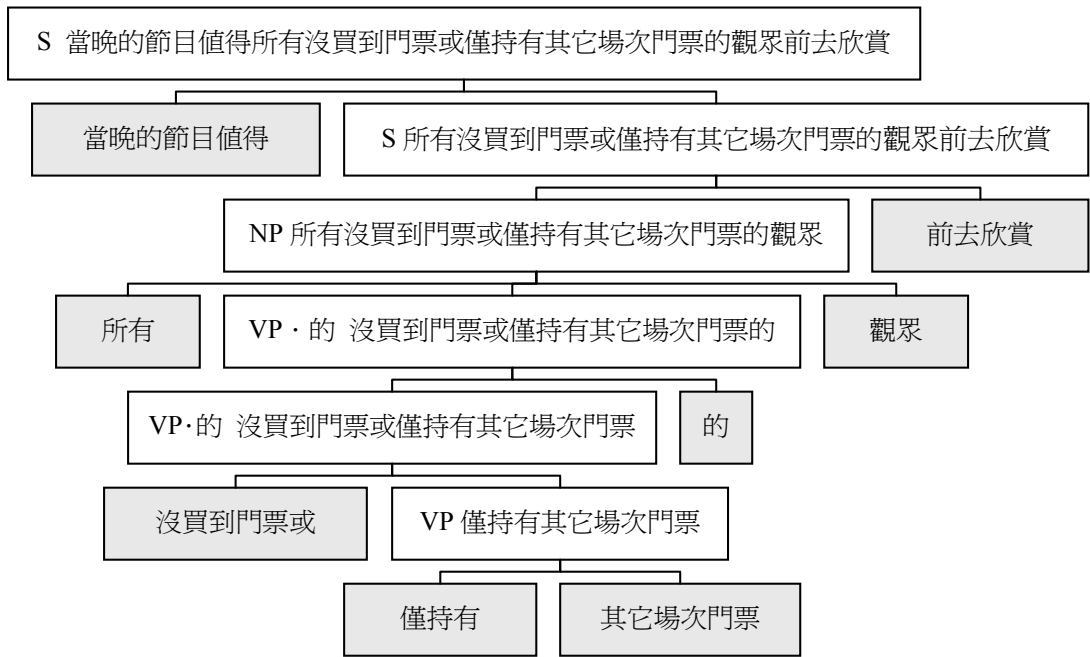 S 當晚的節目值得所有沒買到門票或僅持有其它場次門票的觀眾前去欣賞
當晚的節目值得
S 所有沒買到門票或僅持有其它場次門票的觀眾前去欣賞
NP 所有沒買到門票或僅持有其它場次門票的觀眾
前去欣賞
所有
VP‧的 沒買到門票或僅持有其它場次門票的
觀眾
VP‧的 沒買到門票或僅持有其它場次門票
的
沒買到門票或
VP 僅持有其它場次門票
僅持有
其它場次門票